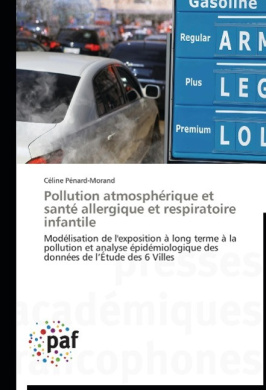 Gasoline
Regular ARM
Plus LEG
Premium LOL
Céline Pénard-Morand
Pollution atmosphérique et
santé allergique et respiratoire
infantile
Modélisation de l'exposition à long terme à la
pollution et analyse épidémiologique des
données de l'Étude des 6 Villes
presses
académiques
francophones
paf